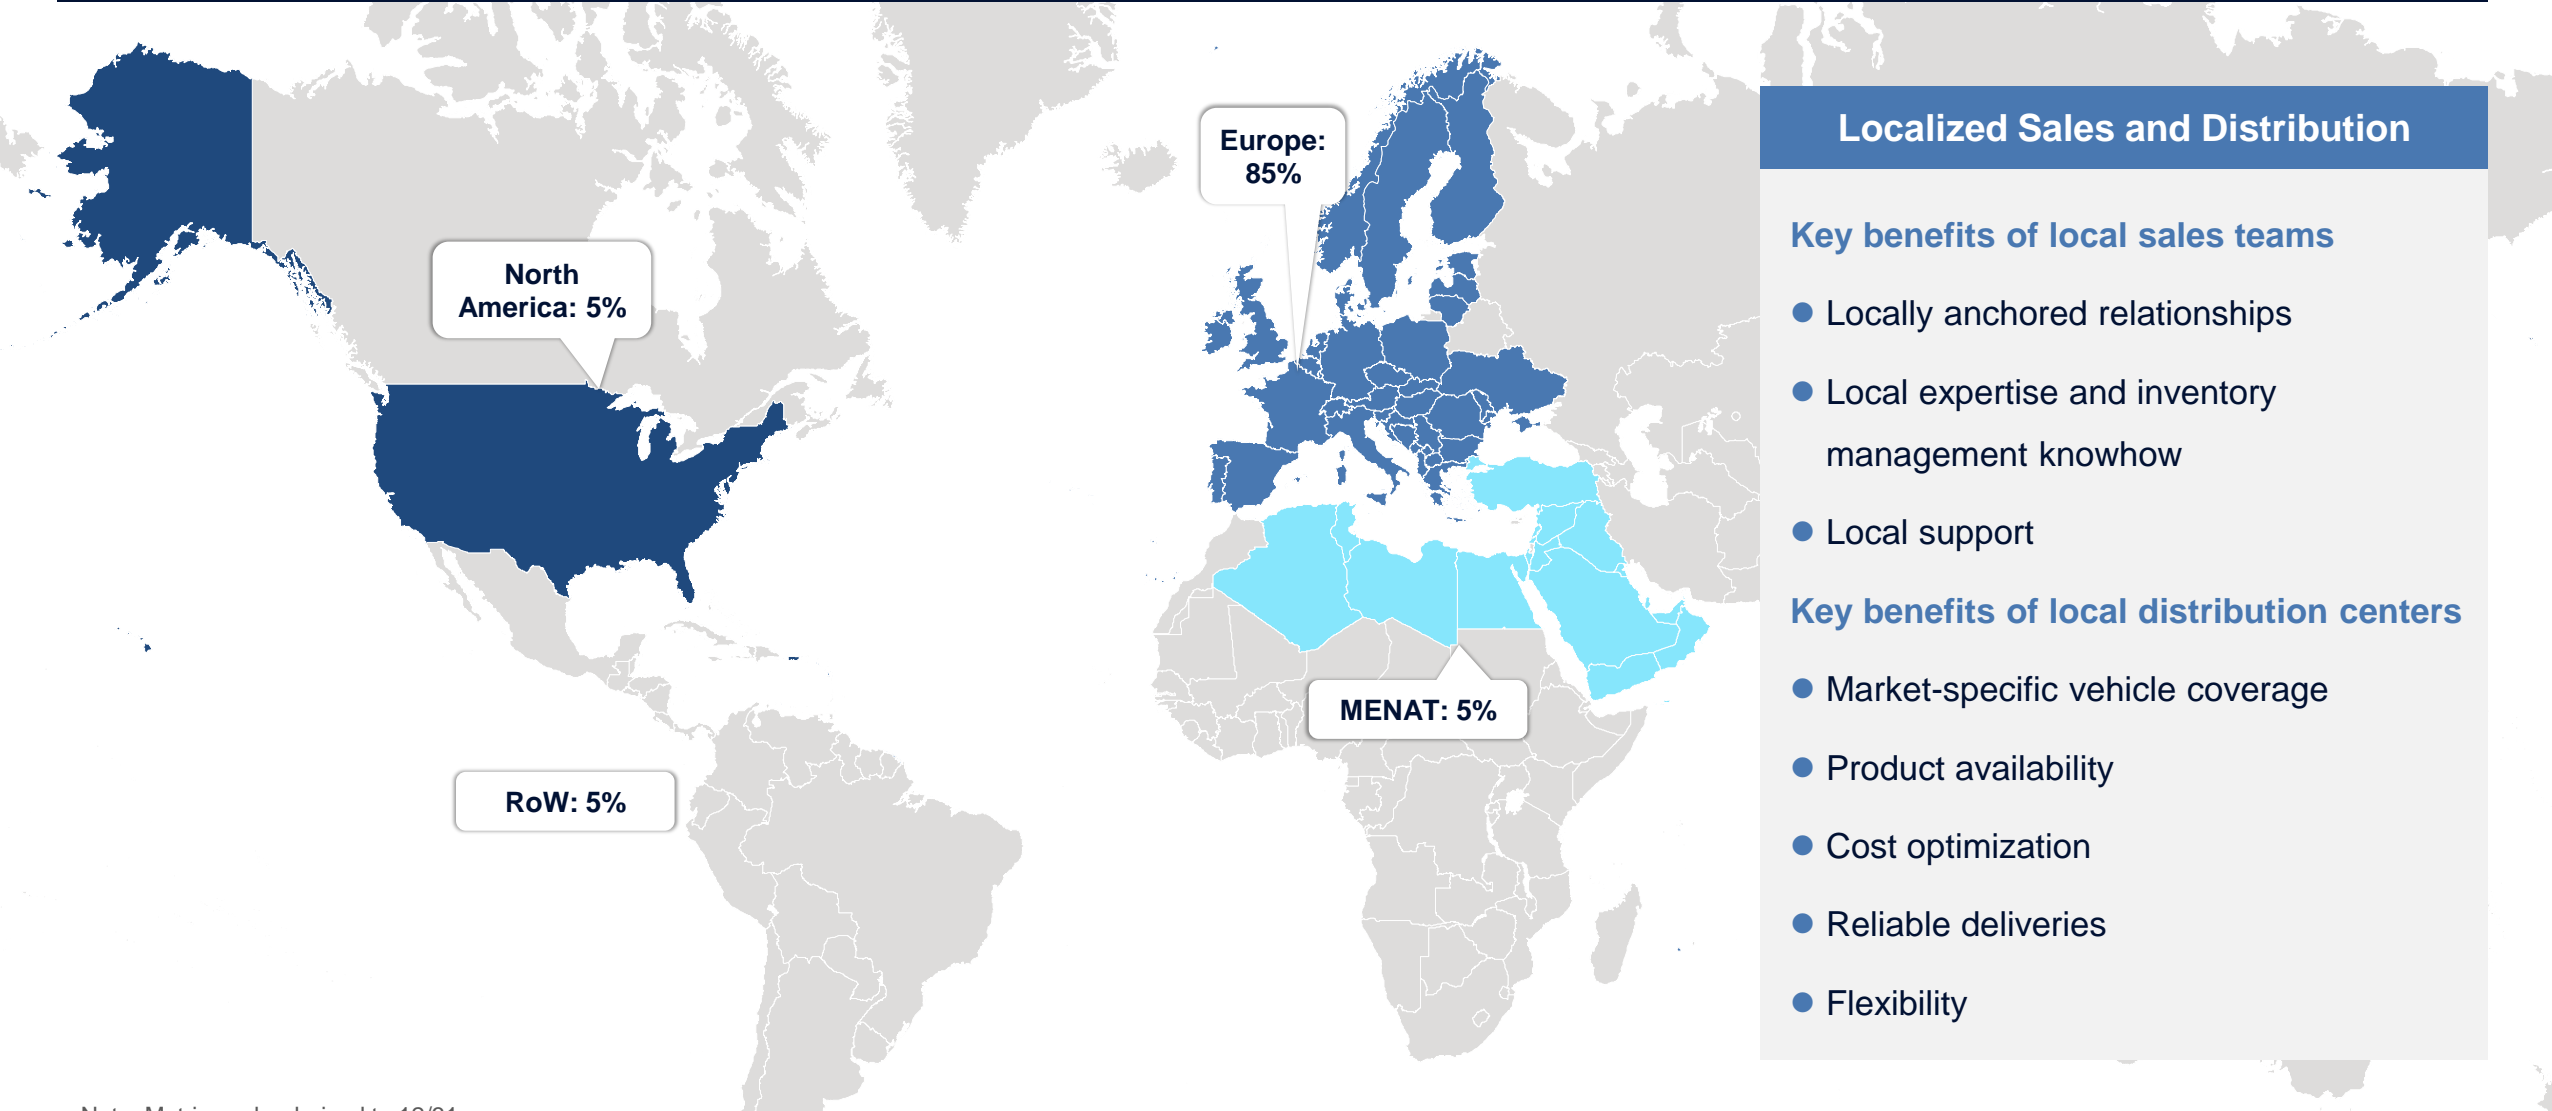 Europe:
85%
North
America: 5%
MENAT: 5%
RoW: 5%
Localized Sales and Distribution
Key benefits of local sales teams
● Locally anchored relationships
● Local expertise and inventory
management knowhow
● Local support
Key benefits of local distribution centers
● Market-specific vehicle coverage
● Product availability
● Cost optimization
● Reliable deliveries
● Flexibility